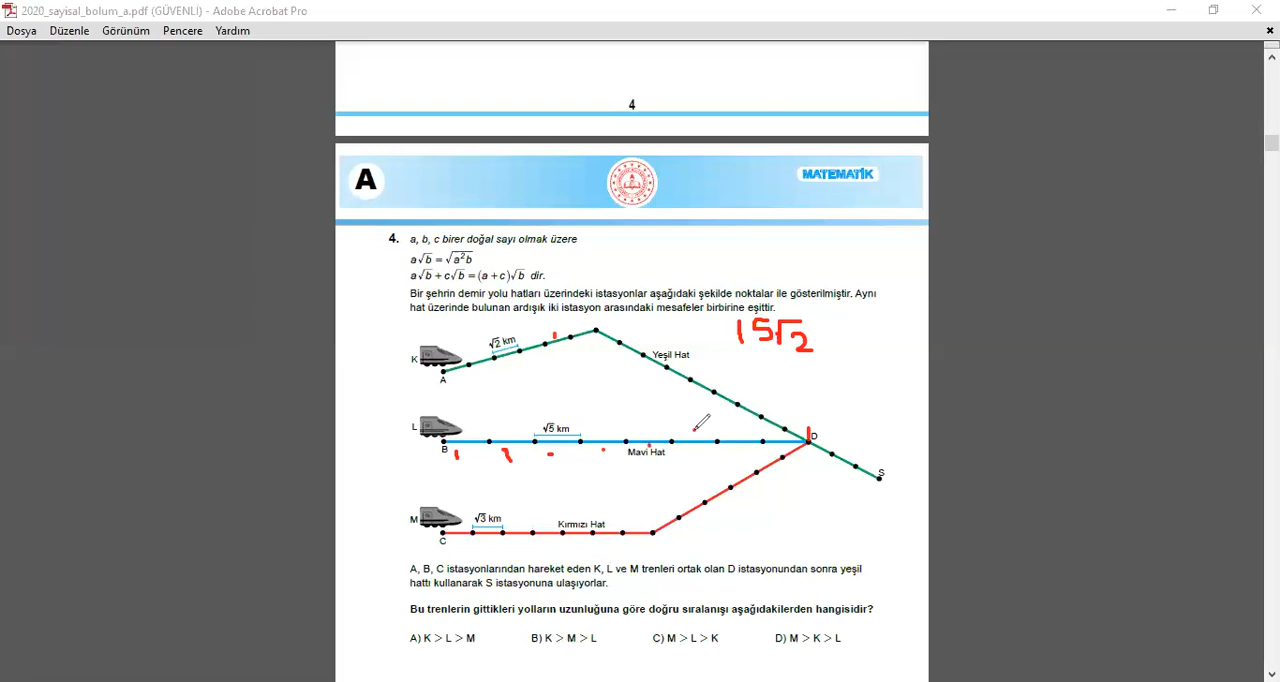 2020_sayisal_bolum_a.pdf (GÜVENLİ) - Adobe Acrobat Pro
Dosya Düzenle Görünüm Pencere Yardım
4
A
MATEMATİK
4. a, b, c birer doğal sayı olmak üzere
a√b = √a²b
a√b + c√b = (a + c)√b dir.
Bir şehrin demir yolu hatları üzerindeki istasyonlar aşağıdaki şekilde noktalar ile gösterilmiştir. Aynı
hat üzerinde bulunan ardışık iki istasyon arasındaki mesafeler birbirine eşittir.
15√2
√2 km
K
Yeşil Hat
A
L
√5 km
D
B
Mavi Hat
S
M
√3 km
Kırmızı Hat
C
A, B, C istasyonlarından hareket eden K, L ve M trenleri ortak olan D istasyonundan sonra yeşil
hattı kullanarak S istasyonuna ulaşıyorlar.
Bu trenlerin gittikleri yolların uzunluğuna göre doğru sıralanışı aşağıdakilerden hangisidir?
A) K > L > M B) K > M > L C) M > L > K D) M > K > L